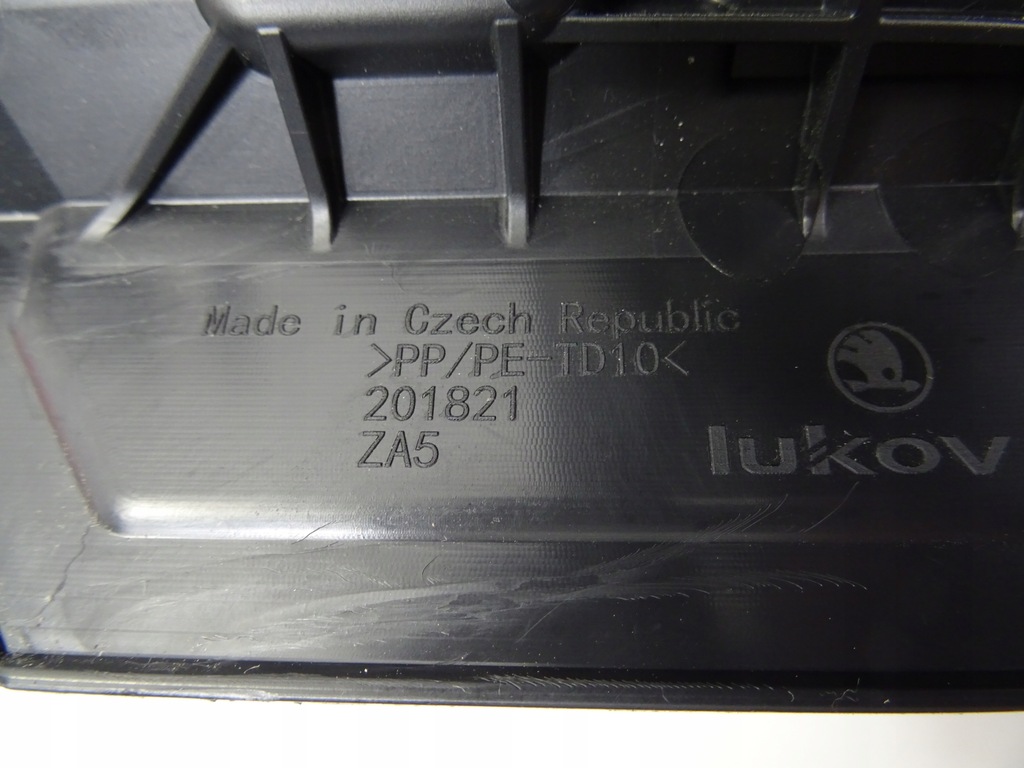 Made in Czech Republic
>PP/PE-TD10<
201821
ZA5
lukov